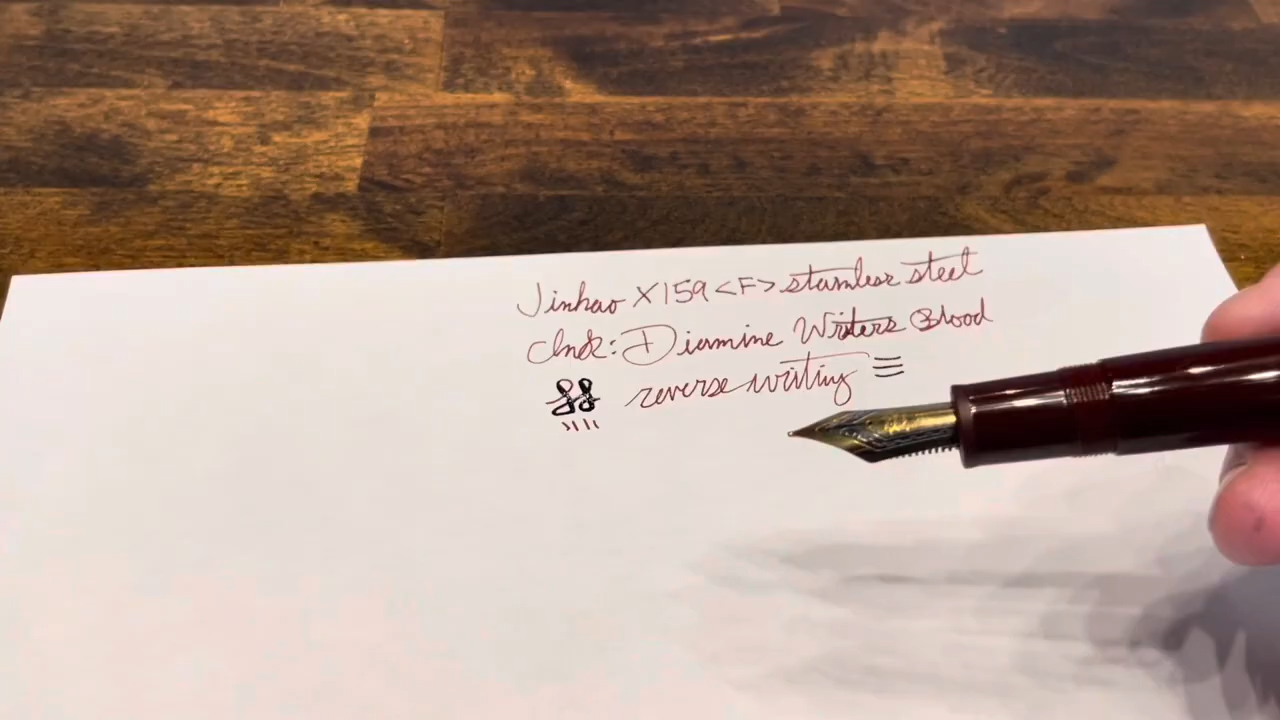 Jinhao X159 <F> stainless steel
Ink: Diamine Writers Blood
reverse writing